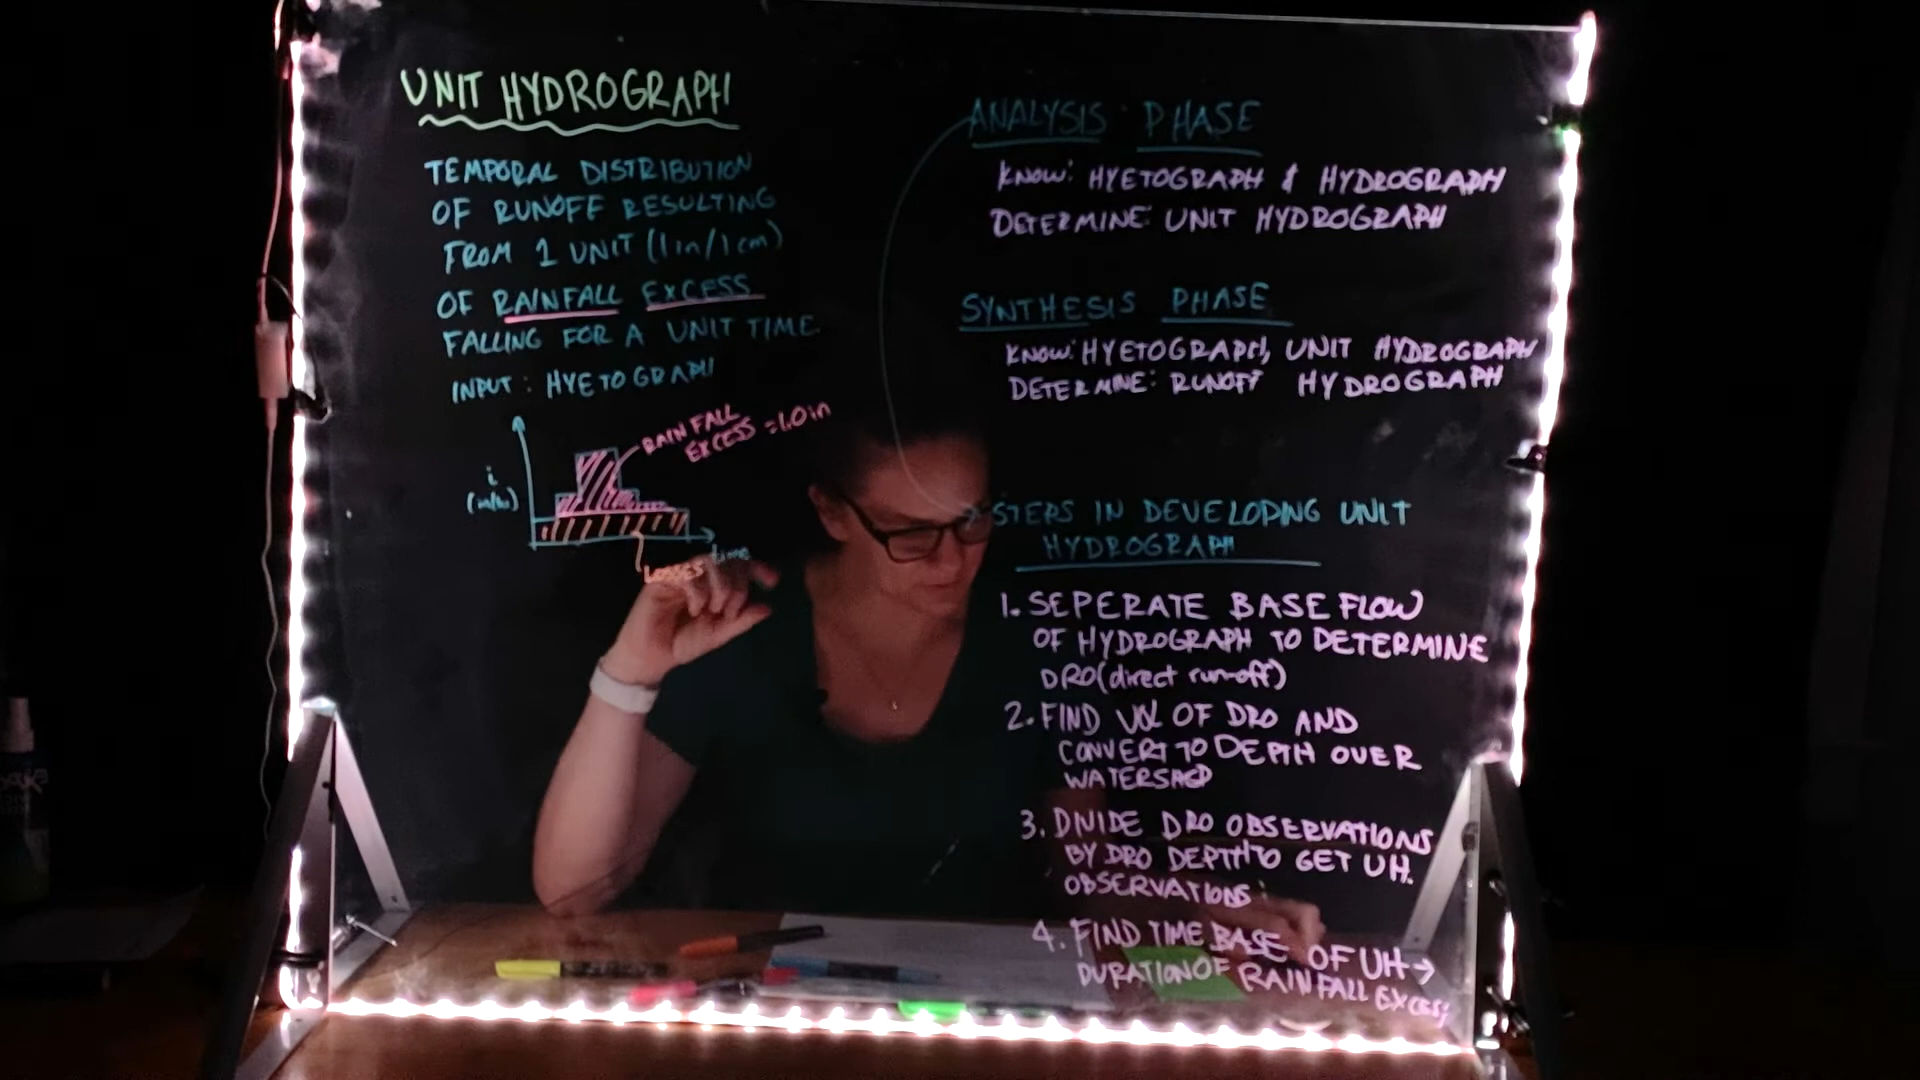 UNIT HYDROGRAPH
TEMPORAL DISTRIBUTION
OF RUNOFF RESULTING
FROM 1 UNIT (1in/1cm)
OF RAINFALL EXCESS
FALLING FOR A UNIT TIME
INPUT: HYETOGRAPH
RAINFALL
EXCESS = 1.0in
i
(in/hr)
time
LOSSES
ANALYSIS PHASE
KNOW: HYETOGRAPH & HYDROGRAPH
DETERMINE: UNIT HYDROGRAPH
SYNTHESIS PHASE
KNOW: HYETOGRAPH, UNIT HYDROGRAPH
DETERMINE: RUNOFF HYDROGRAPH
STEPS IN DEVELOPING UNIT
HYDROGRAPH
1. SEPERATE BASE FLOW
OF HYDROGRAPH TO DETERMINE
DRO (direct run-off)
2. FIND VOL OF DRO AND
CONVERT TO DEPTH OVER
WATERSHED
3. DIVIDE DRO OBSERVATIONS
BY DRO DEPTH TO GET UH.
OBSERVATIONS
4. FIND TIME BASE OF UH →
DURATION OF RAINFALL EXCESS